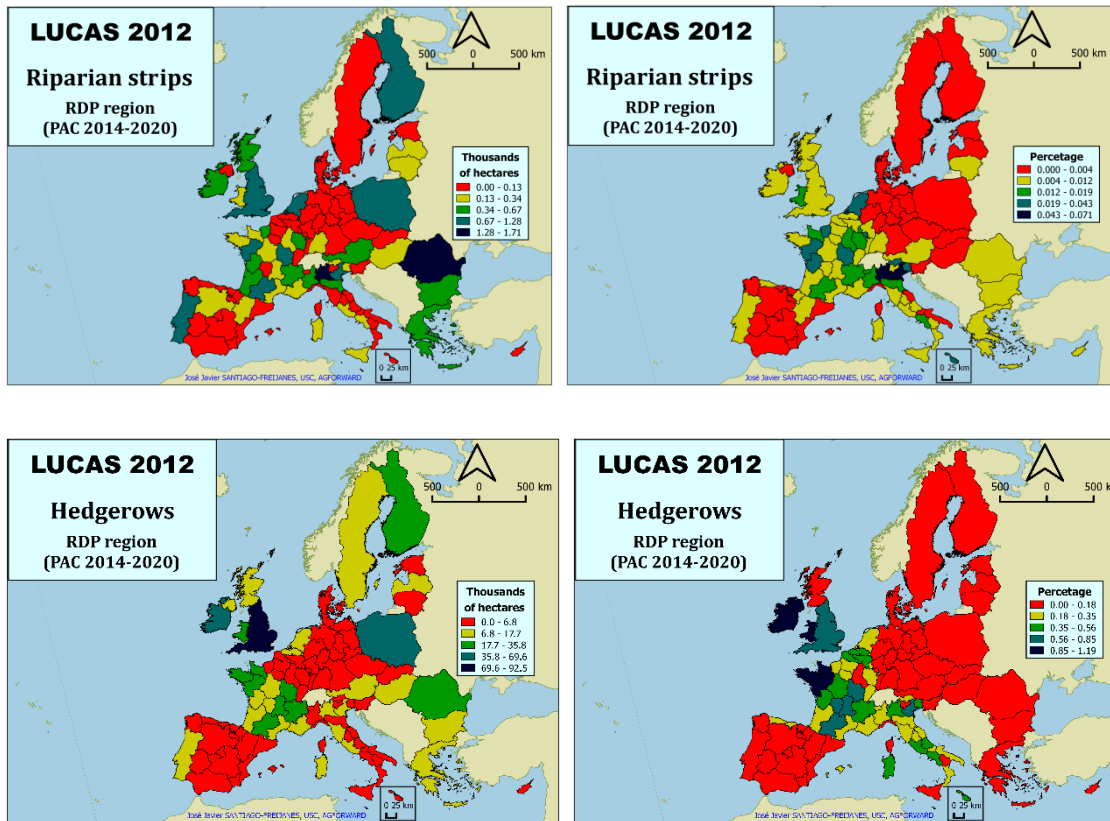 LUCAS 2012
Riparian strips
RDP region
(PAC 2014-2020)
500 0 500 km
Thousands
of hectares
0.00 - 0.13
0.13 - 0.34
0.34 - 0.67
0.67 - 1.28
1.28 - 1.71
0 25 km
José Javier SANTIAGO-FREIJANES, USC, AGFORWARD
LUCAS 2012
Riparian strips
RDP region
(PAC 2014-2020)
500 0 500 km
Percetage
0.000 - 0.004
0.004 - 0.012
0.012 - 0.019
0.019 - 0.043
0.043 - 0.071
0 25 km
José Javier SANTIAGO-FREIJANES, USC, AGFORWARD
LUCAS 2012
Hedgerows
RDP region
(PAC 2014-2020)
500 0 500 km
Thousands
of hectares
0.0 - 6.8
6.8 - 17.7
17.7 - 35.8
35.8 - 69.6
69.6 - 92.5
0 25 km
José Javier SANTIAGO-FREIJANES, USC, AGFORWARD
LUCAS 2012
Hedgerows
RDP region
(PAC 2014-2020)
500 0 500 km
Percentage
0.00 - 0.18
0.18 - 0.35
0.35 - 0.56
0.56 - 0.85
0.85 - 1.19
0 25 km
José Javier SANTIAGO-FREIJANES, USC, AGFORWARD